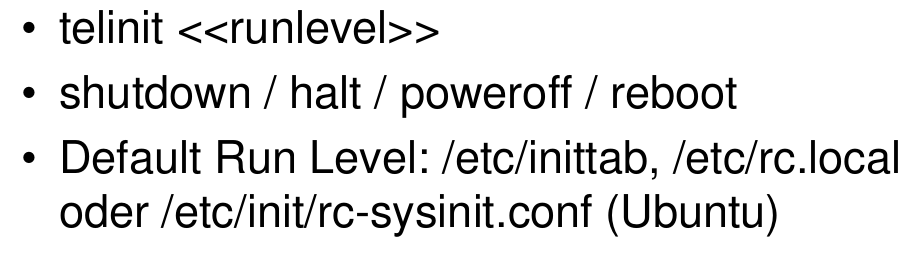 • telinit <<runlevel>>
• shutdown / halt / poweroff / reboot
• Default Run Level: /etc/inittab, /etc/rc.local
oder /etc/init/rc-sysinit.conf (Ubuntu)